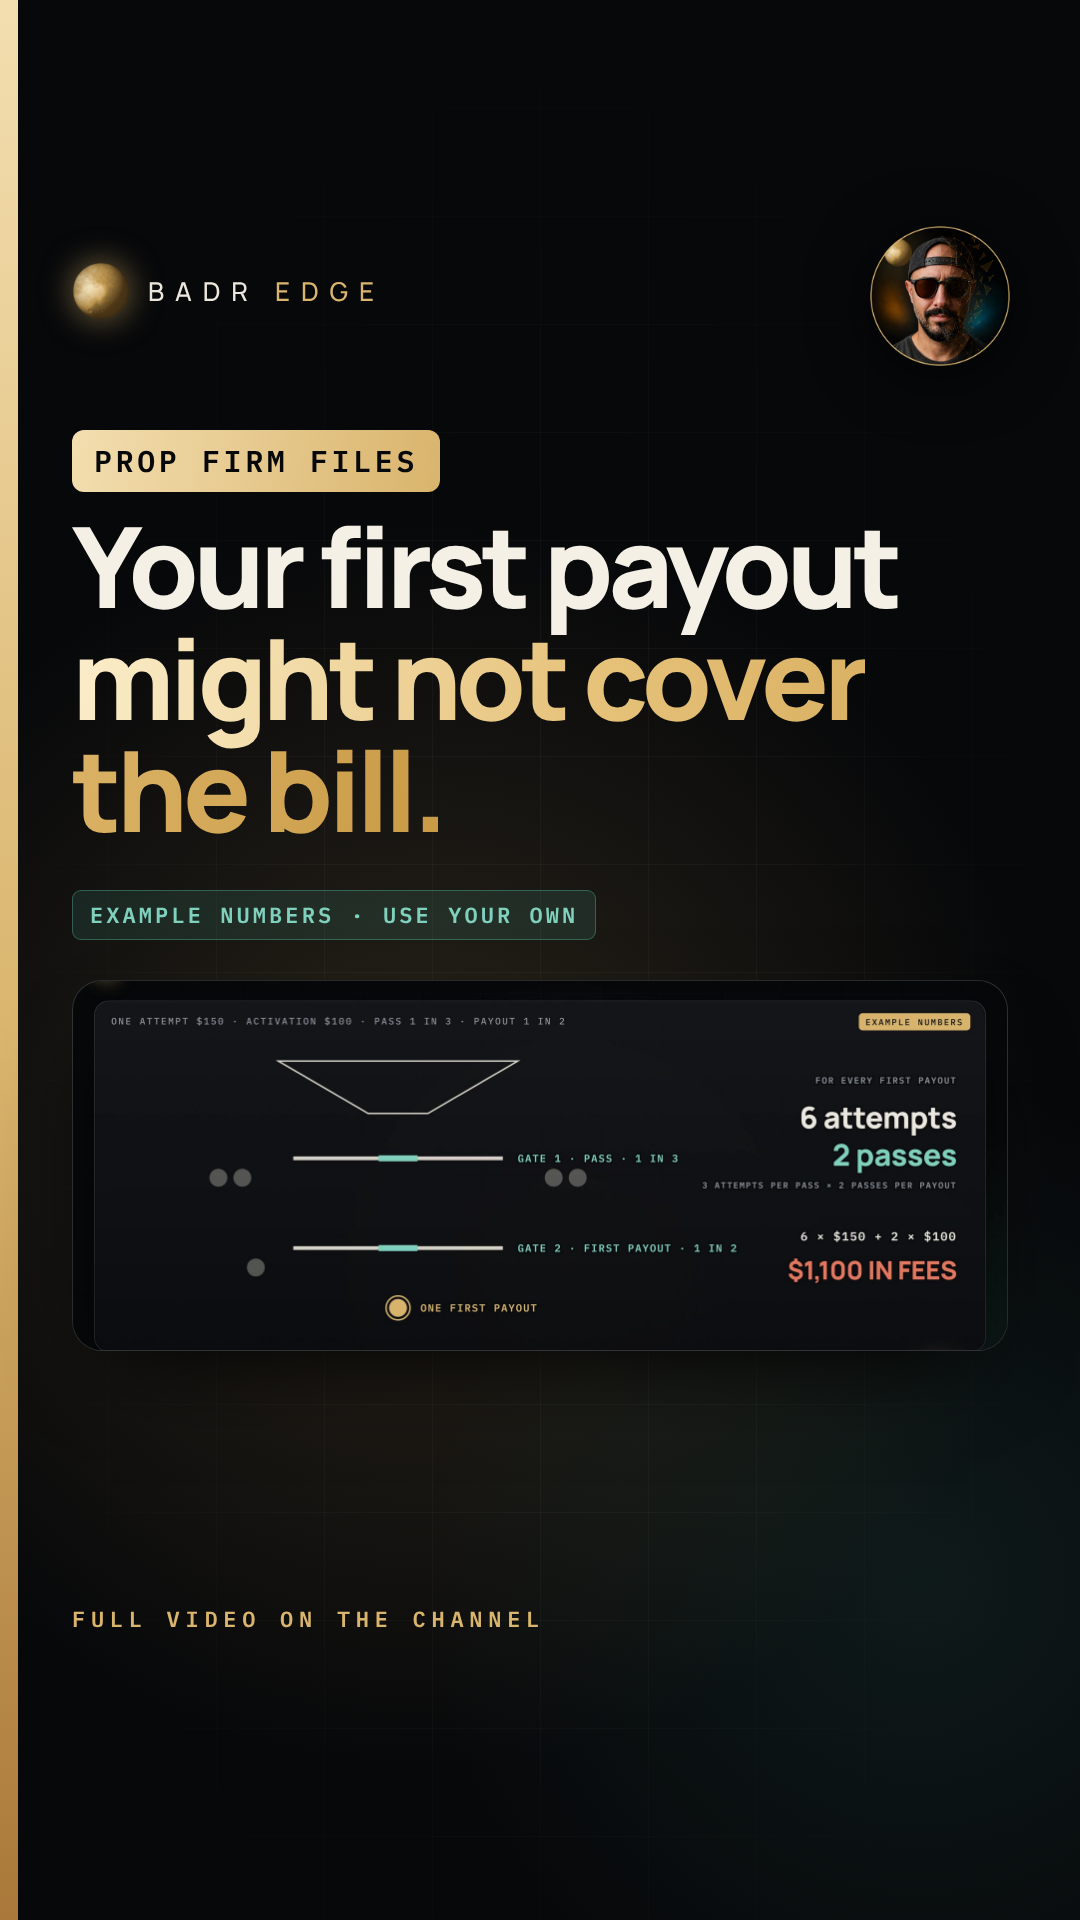 BADR EDGE
PROP FIRM FILES
Your first payout
might not cover
the bill.
EXAMPLE NUMBERS · USE YOUR OWN
ONE ATTEMPT $150 · ACTIVATION $100 · PASS 1 IN 3 · PAYOUT 1 IN 2
EXAMPLE NUMBERS
FOR EVERY FIRST PAYOUT
6 attempts
2 passes
3 ATTEMPTS PER PASS × 2 PASSES PER PAYOUT
GATE 1 · PASS · 1 IN 3
6 × $150 + 2 × $100
$1,100 IN FEES
GATE 2 · FIRST PAYOUT · 1 IN 2
ONE FIRST PAYOUT
FULL VIDEO ON THE CHANNEL